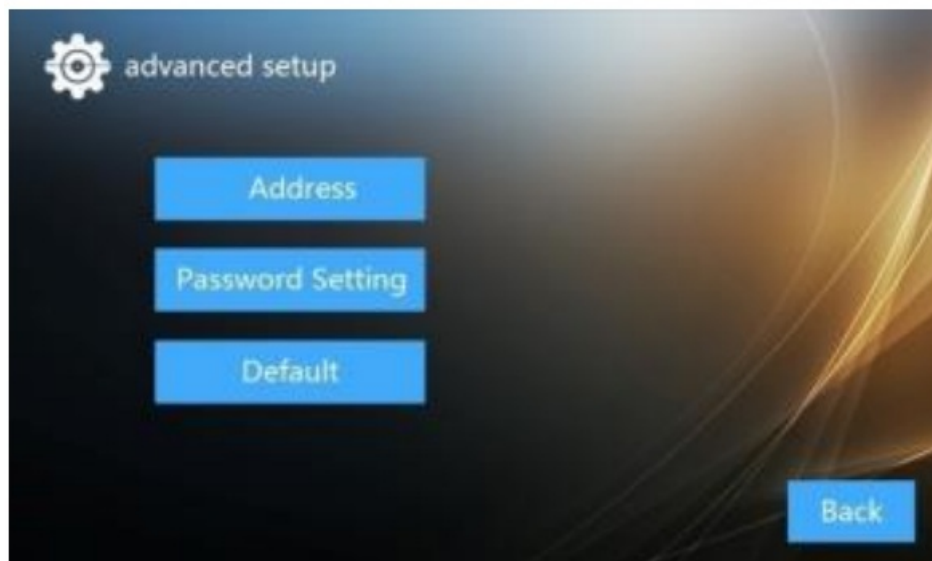 advanced setup
Address
Password Setting
Default
Back